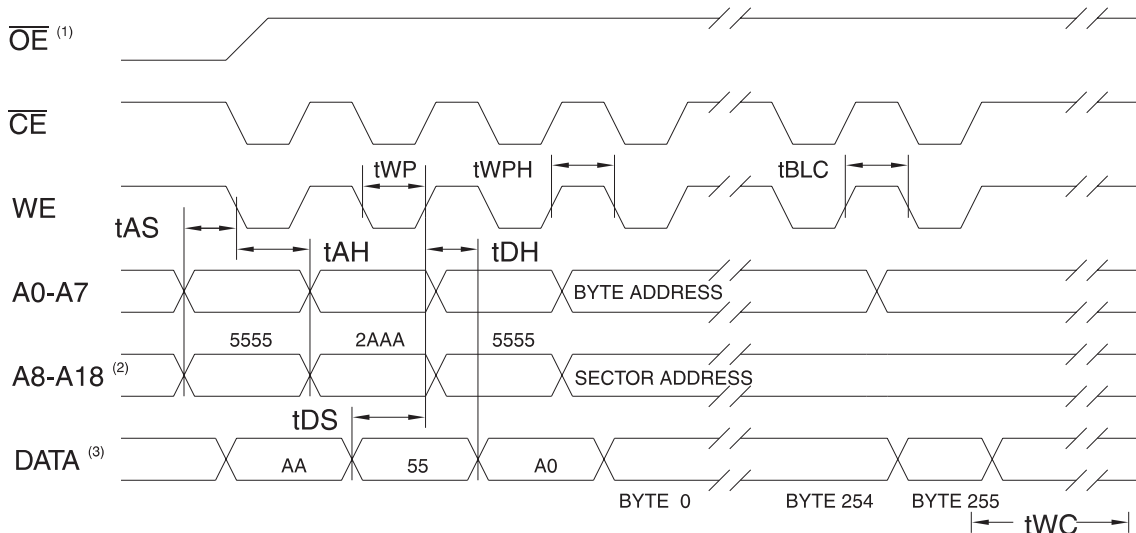 OE (1)
CE
tWP tWPH tBLC
WE
tAS
tAH tDH
A0-A7 BYTE ADDRESS
5555 2AAA 5555
A8-A18 (2) SECTOR ADDRESS
tDS
DATA (3) AA 55 A0
BYTE 0 BYTE 254 BYTE 255
tWC